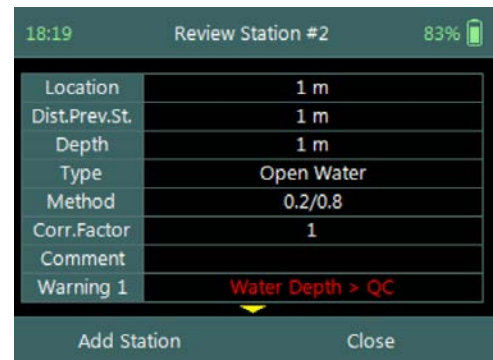 18:19 Review Station #2 83%
Location 1 m
Dist.Prev.St. 1 m
Depth 1 m
Type Open Water
Method 0.2/0.8
Corr.Factor 1
Comment
Warning 1 Water Depth > QC
Add Station Close